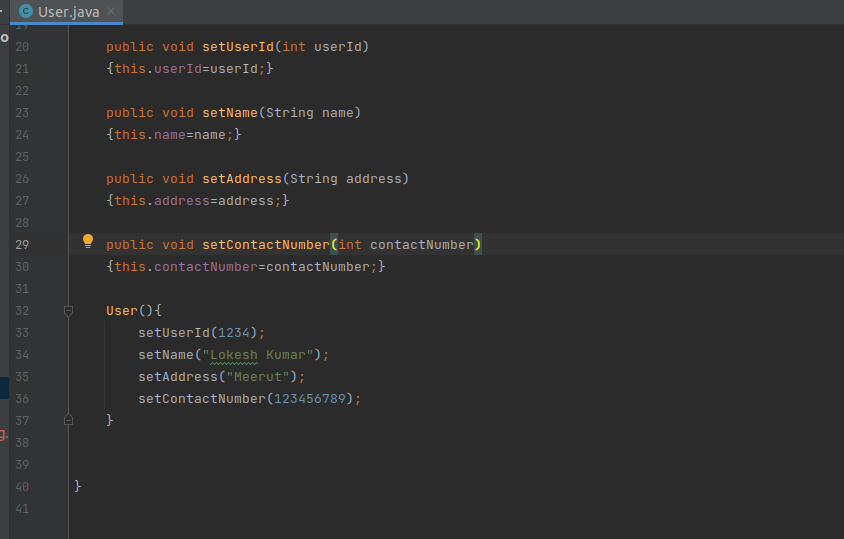 User.java
20 public void setUserId(int userId)
21 {this.userId=userId;}
22
23 public void setName(String name)
24 {this.name=name;}
25
26 public void setAddress(String address)
27 {this.address=address;}
28
29 public void setContactNumber(int contactNumber)
30 {this.contactNumber=contactNumber;}
31
32 User(){
33 setUserId(1234);
34 setName("Lokesh Kumar");
35 setAddress("Meerut");
36 setContactNumber(123456789);
37 }
38
39
40 }
41